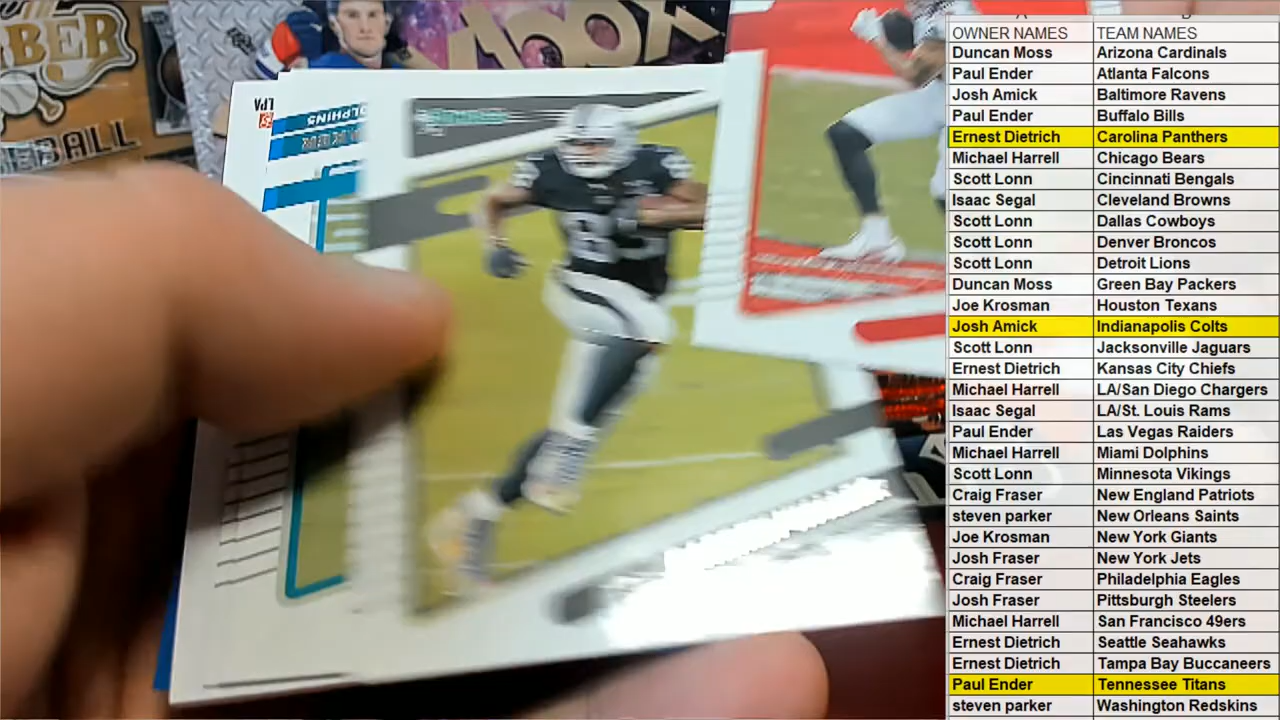 BER
BALL
LPA
OWNER NAMES TEAM NAMES
Duncan Moss Arizona Cardinals
Paul Ender Atlanta Falcons
Josh Amick Baltimore Ravens
Paul Ender Buffalo Bills
Ernest Dietrich Carolina Panthers
Michael Harrell Chicago Bears
Scott Lonn Cincinnati Bengals
Isaac Segal Cleveland Browns
Scott Lonn Dallas Cowboys
Scott Lonn Denver Broncos
Scott Lonn Detroit Lions
Duncan Moss Green Bay Packers
Joe Krosman Houston Texans
Josh Amick Indianapolis Colts
Scott Lonn Jacksonville Jaguars
Ernest Dietrich Kansas City Chiefs
Michael Harrell LA/San Diego Chargers
Isaac Segal LA/St. Louis Rams
Paul Ender Las Vegas Raiders
Michael Harrell Miami Dolphins
Scott Lonn Minnesota Vikings
Craig Fraser New England Patriots
steven parker New Orleans Saints
Joe Krosman New York Giants
Josh Fraser New York Jets
Craig Fraser Philadelphia Eagles
Josh Fraser Pittsburgh Steelers
Michael Harrell San Francisco 49ers
Ernest Dietrich Seattle Seahawks
Ernest Dietrich Tampa Bay Buccaneers
Paul Ender Tennessee Titans
steven parker Washington Redskins